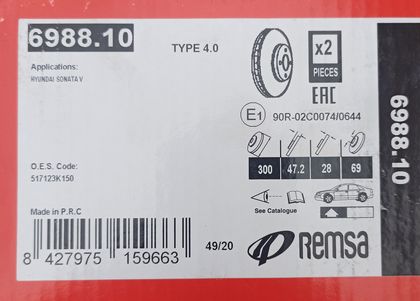 6988.10
TYPE 4.0
x2
PIECES
Applications:
HYUNDAI SONATA V
EAC
E1 90R-02C0074/0644
6988.10
300 47.2 28 69
O.E.S. Code:
517123K150
See Catalogue
Made in P.R.C
8 427975 159663
49/20
Remsa